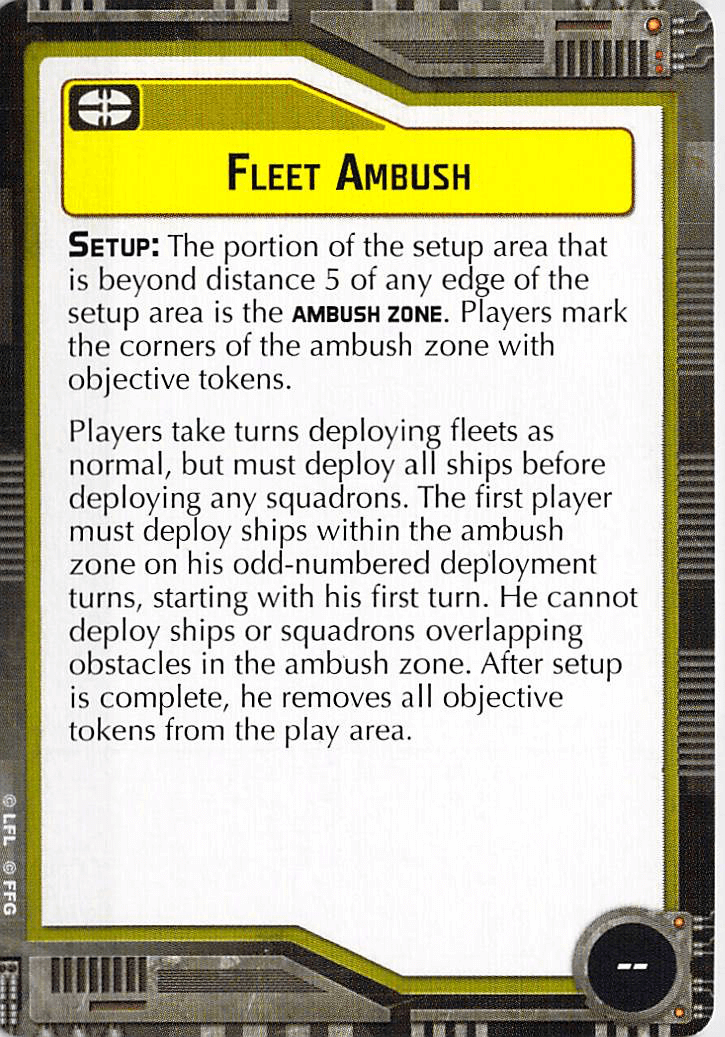 FLEET AMBUSH
SETUP: The portion of the setup area that
is beyond distance 5 of any edge of the
setup area is the AMBUSH ZONE. Players mark
the corners of the ambush zone with
objective tokens.
Players take turns deploying fleets as
normal, but must deploy all ships before
deploying any squadrons. The first player
must deploy ships within the ambush
zone on his odd-numbered deployment
turns, starting with his first turn. He cannot
deploy ships or squadrons overlapping
obstacles in the ambush zone. After setup
is complete, he removes all objective
tokens from the play area.
© LFL © FFG
--